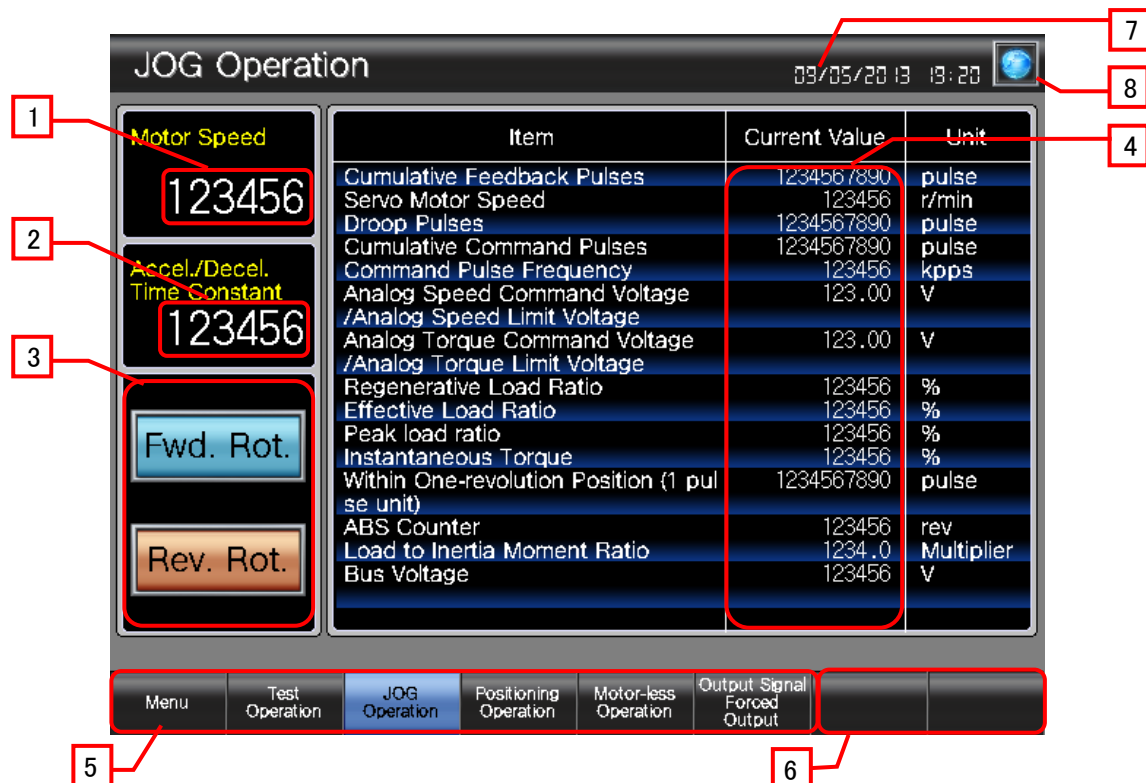 7
JOG Operation
09/05/2013 19:20
8
1
Motor Speed
123456
2
Accel./Decel.
Time Constant
123456
3
Fwd. Rot.
Rev. Rot.
Item Current Value Unit
4
Cumulative Feedback Pulses 1234567890 pulse
Servo Motor Speed 123456 r/min
Droop Pulses 1234567890 pulse
Cumulative Command Pulses 1234567890 pulse
Command Pulse Frequency 123456 kpps
Analog Speed Command Voltage 123.00 V
/Analog Speed Limit Voltage
Analog Torque Command Voltage 123.00 V
/Analog Torque Limit Voltage
Regenerative Load Ratio 123456 %
Effective Load Ratio 123456 %
Peak load ratio 123456 %
Instantaneous Torque 123456 %
Within One-revolution Position (1 pul 1234567890 pulse
se unit)
ABS Counter 123456 rev
Load to Inertia Moment Ratio 1234.0 Multiplier
Bus Voltage 123456 V
Menu
Test
Operation
JOG
Operation
Positioning
Operation
Motor-less
Operation
Output Signal
Forced
Output
5
6